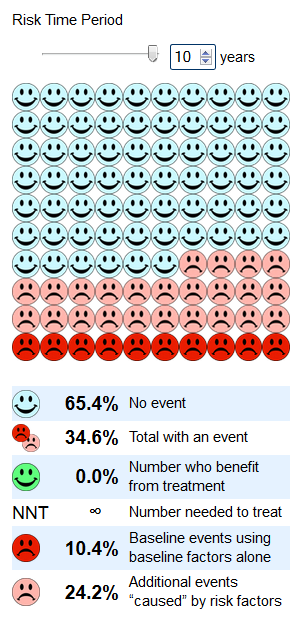 Risk Time Period
10 years
65.4% No event
34.6% Total with an event
0.0% Number who benefit
from treatment
NNT ∞ Number needed to treat
10.4% Baseline events using
baseline factors alone
24.2% Additional events
“caused” by risk factors